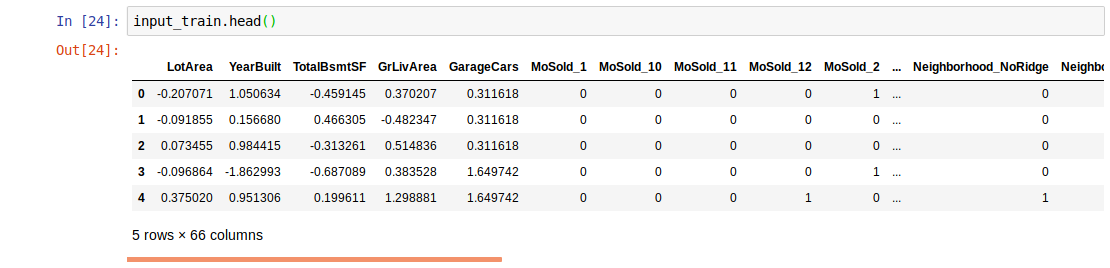 In [24]: input_train.head()
Out[24]:
LotArea YearBuilt TotalBsmtSF GrLivArea GarageCars MoSold_1 MoSold_10 MoSold_11 MoSold_12 MoSold_2 ... Neighborhood_NoRidge Neighbo
0 -0.207071 1.050634 -0.459145 0.370207 0.311618 0 0 0 0 1 ... 0
1 -0.091855 0.156680 0.466305 -0.482347 0.311618 0 0 0 0 0 ... 0
2 0.073455 0.984415 -0.313261 0.514836 0.311618 0 0 0 0 0 ... 0
3 -0.096864 -1.862993 -0.687089 0.383528 1.649742 0 0 0 0 1 ... 0
4 0.375020 0.951306 0.199611 1.298881 1.649742 0 0 0 1 0 ... 1
5 rows × 66 columns